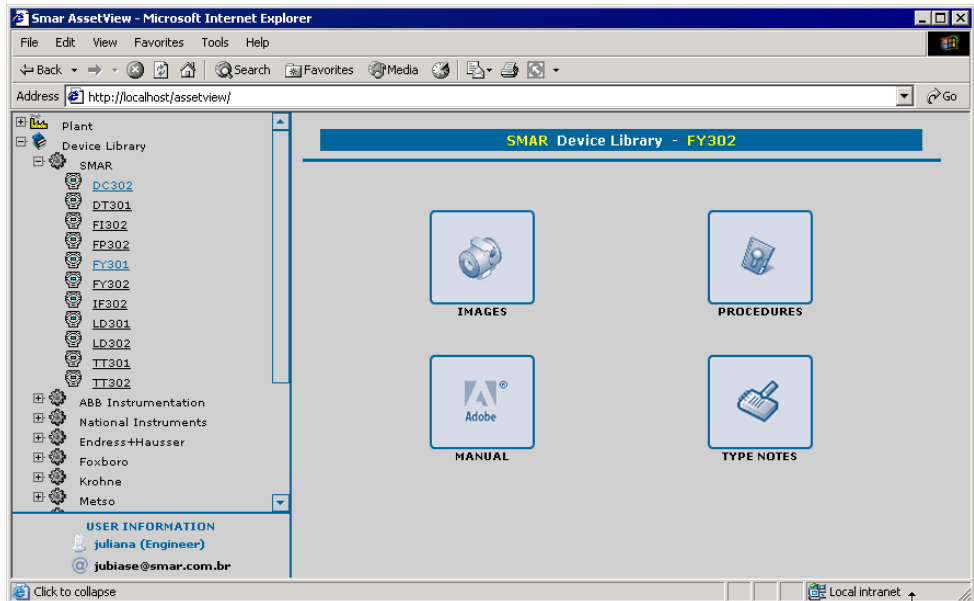 Smar AssetView - Microsoft Internet Explorer
File Edit View Favorites Tools Help
Back Search Favorites Media
Address http://localhost/assetview/ Go
Plant
Device Library
SMAR
DC302
DT301
FI302
FP302
FY301
FY302
IF302
LD301
LD302
TT301
TT302
ABB Instrumentation
National Instruments
Endress+Hausser
Foxboro
Krohne
Metso
USER INFORMATION
juliana (Engineer)
@ jubiase@smar.com.br
SMAR Device Library - FY302
IMAGES
PROCEDURES
Adobe
MANUAL
TYPE NOTES
Click to collapse
Local intranet